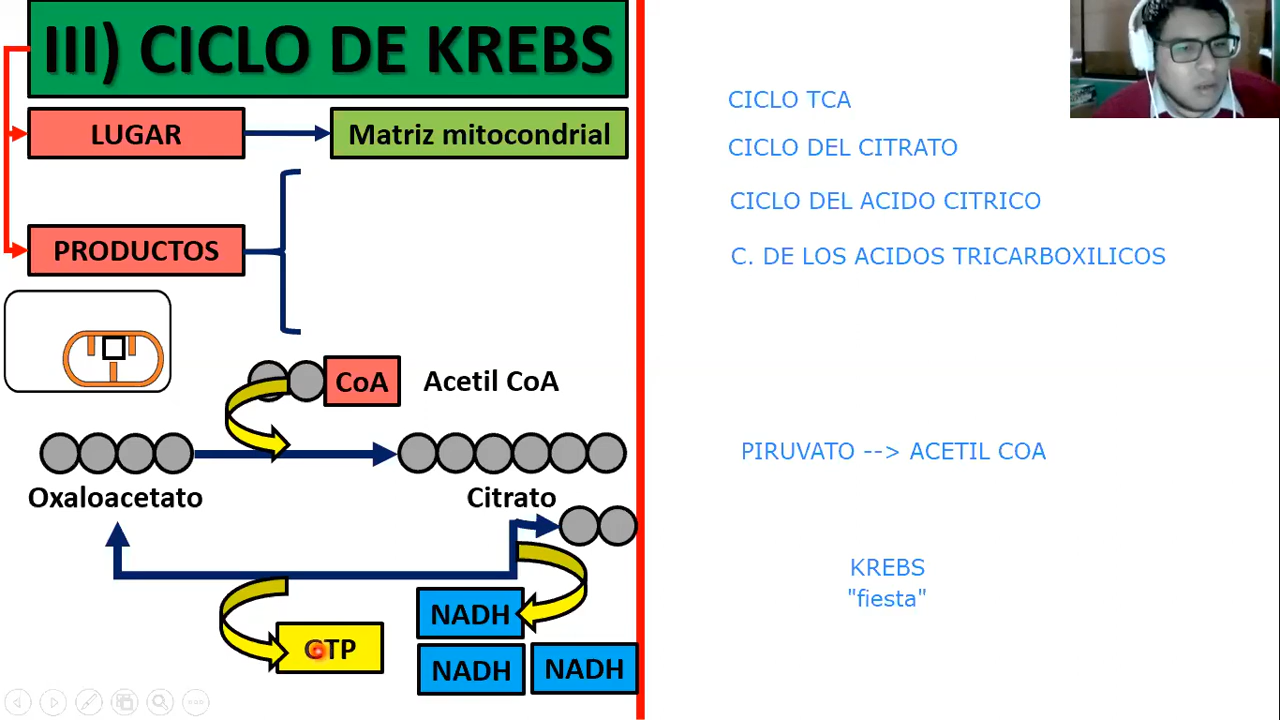 III) CICLO DE KREBS
LUGAR
Matriz mitocondrial
PRODUCTOS
CoA
Acetil CoA
Oxaloacetato
Citrato
NADH
GTP
NADH
NADH
CICLO TCA
CICLO DEL CITRATO
CICLO DEL ACIDO CITRICO
C. DE LOS ACIDOS TRICARBOXILICOS
PIRUVATO --> ACETIL COA
KREBS
"fiesta"